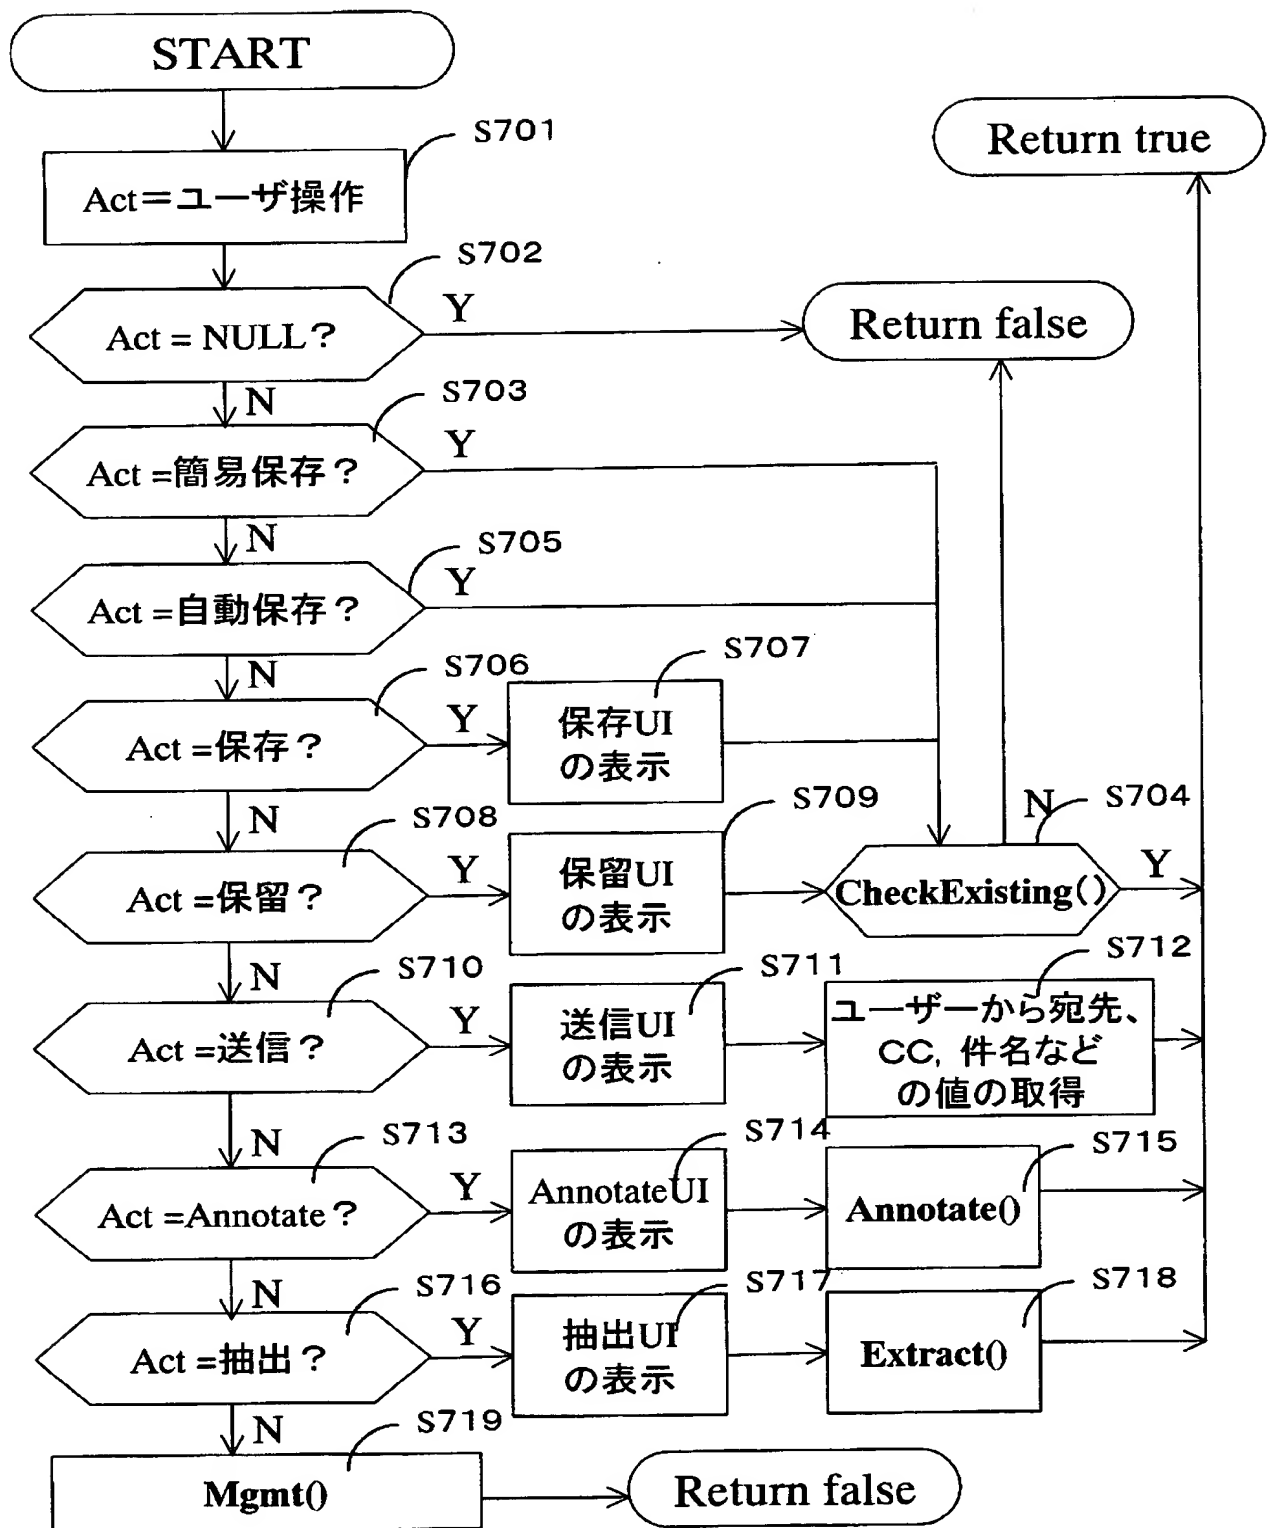 START
S701
Return true
Act＝ユーザ操作
S702
Act = NULL？
Y
Return false
N
S703
Act =簡易保存？
Y
N
S705
Act =自動保存？
Y
N
S706
S707
Act =保存？
Y
保存UI
の表示
N
S708
S709
N
S704
Act =保留？
Y
保留UI
の表示
CheckExisting()
Y
N
S710
S711
S712
Act =送信？
Y
送信UI
の表示
ユーザーから宛先、
CC, 件名など
の値の取得
N
S713
S714
S715
Act =Annotate？
Y
AnnotateUI
の表示
Annotate()
N
S716
S717
S718
Act =抽出？
Y
抽出UI
の表示
Extract()
N
S719
Mgmt()
Return false